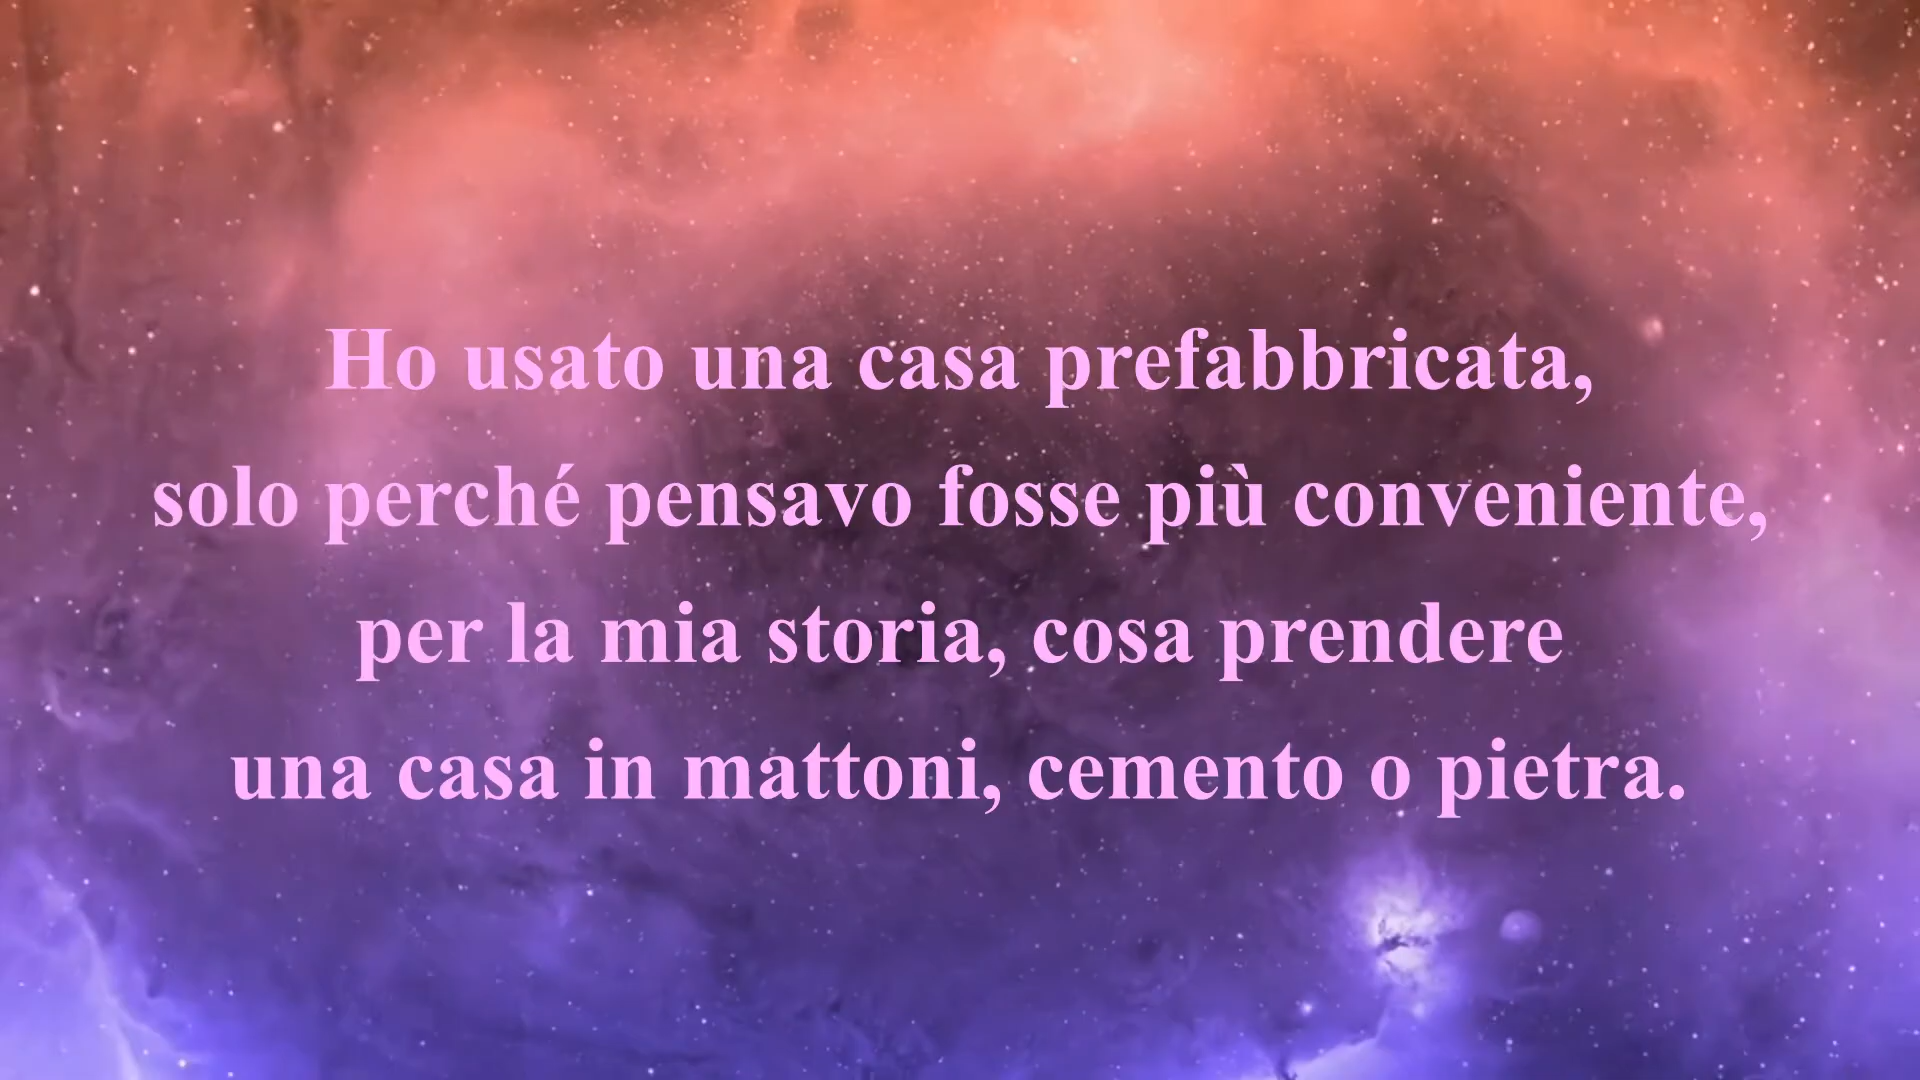 Ho usato una casa prefabbricata,
solo perché pensavo fosse più conveniente,
per la mia storia, cosa prendere
una casa in mattoni, cemento o pietra.